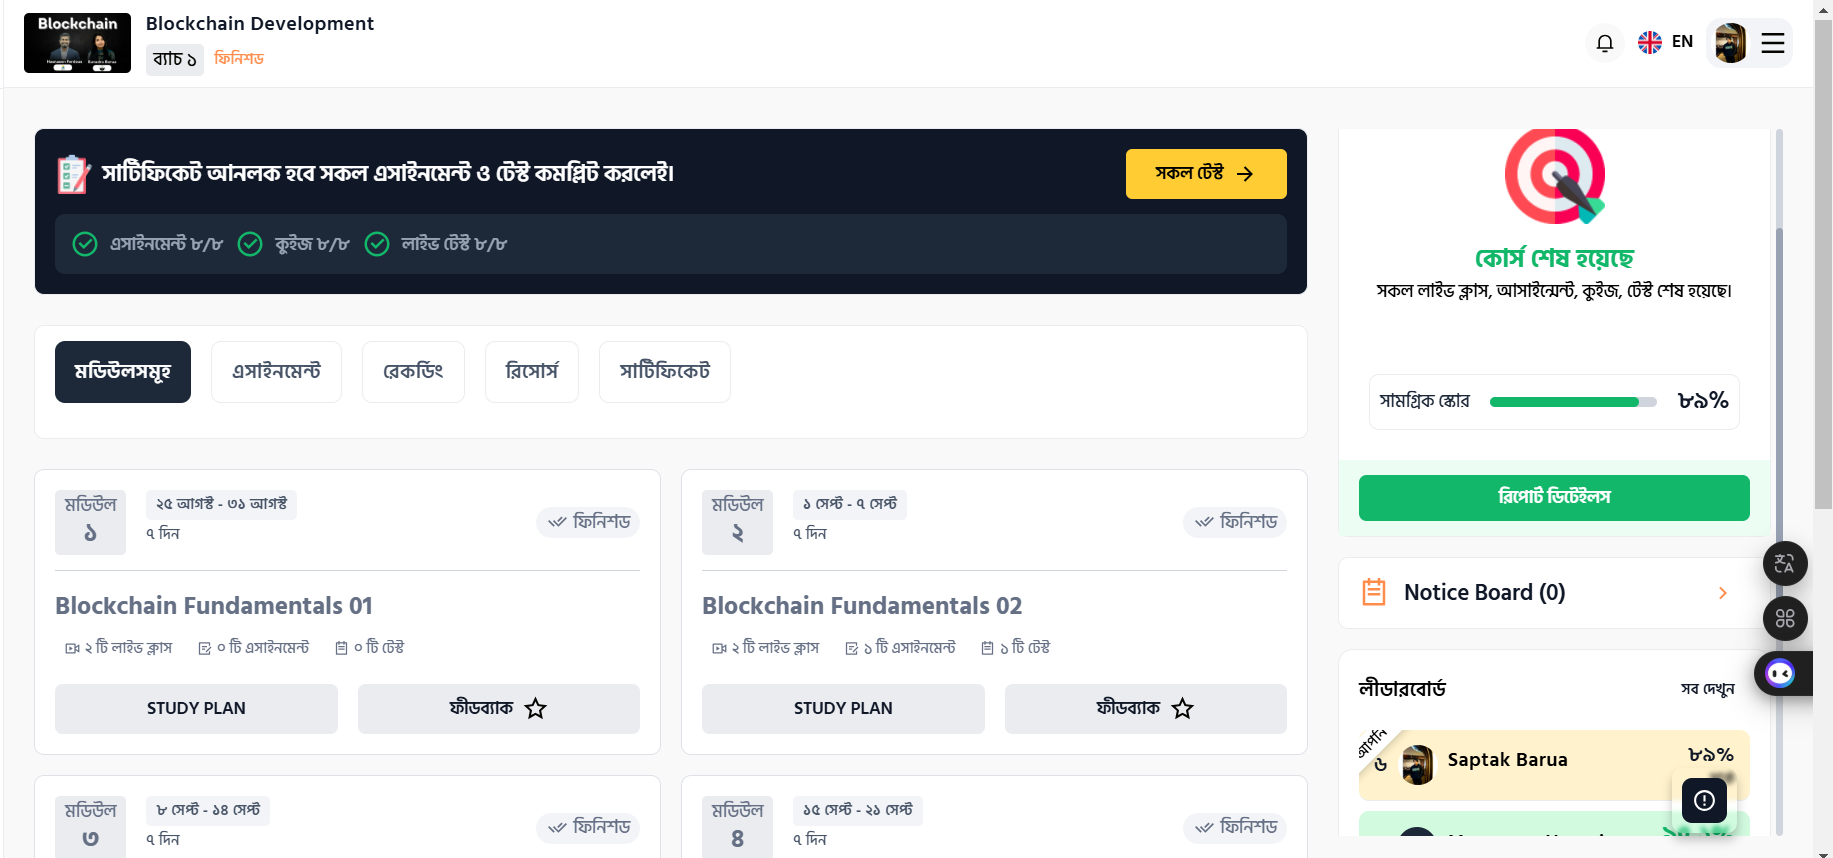 Blockchain
Blockchain Development
ব্যাচ ১ ফিনিশড
EN
সার্টিফিকেট আনলক হবে সকল এসাইনমেন্ট ও টেস্ট কমপ্লিট করলেই।
সকল টেস্ট
এসাইনমেন্ট ৮/৮ কুইজ ৮/৮ লাইভ টেস্ট ৮/৮
মডিউলসমূহ এসাইনমেন্ট রেকর্ডিং রিসোর্স সার্টিফিকেট
মডিউল
১
২৫ আগস্ট - ৩১ আগস্ট
৭ দিন
ফিনিশড
Blockchain Fundamentals 01
২ টি লাইভ ক্লাস ০ টি এসাইনমেন্ট ০ টি টেস্ট
STUDY PLAN ফীডব্যাক
মডিউল
২
১ সেপ্ট - ৭ সেপ্ট
৭ দিন
ফিনিশড
Blockchain Fundamentals 02
২ টি লাইভ ক্লাস ১ টি এসাইনমেন্ট ১ টি টেস্ট
STUDY PLAN ফীডব্যাক
মডিউল
৩
৮ সেপ্ট - ১৪ সেপ্ট
৭ দিন
ফিনিশড
মডিউল
৪
১৫ সেপ্ট - ২১ সেপ্ট
৭ দিন
ফিনিশড
কোর্স শেষ হয়েছে
সকল লাইভ ক্লাস, আসাইন্মেন্ট, কুইজ, টেস্ট শেষ হয়েছে।
সামগ্রিক স্কোর ৮৯%
রিপোর্ট ডিটেইলস
Notice Board (0)
লীডারবোর্ড সব দেখুন
আপনি
৬
Saptak Barua
৮৯%